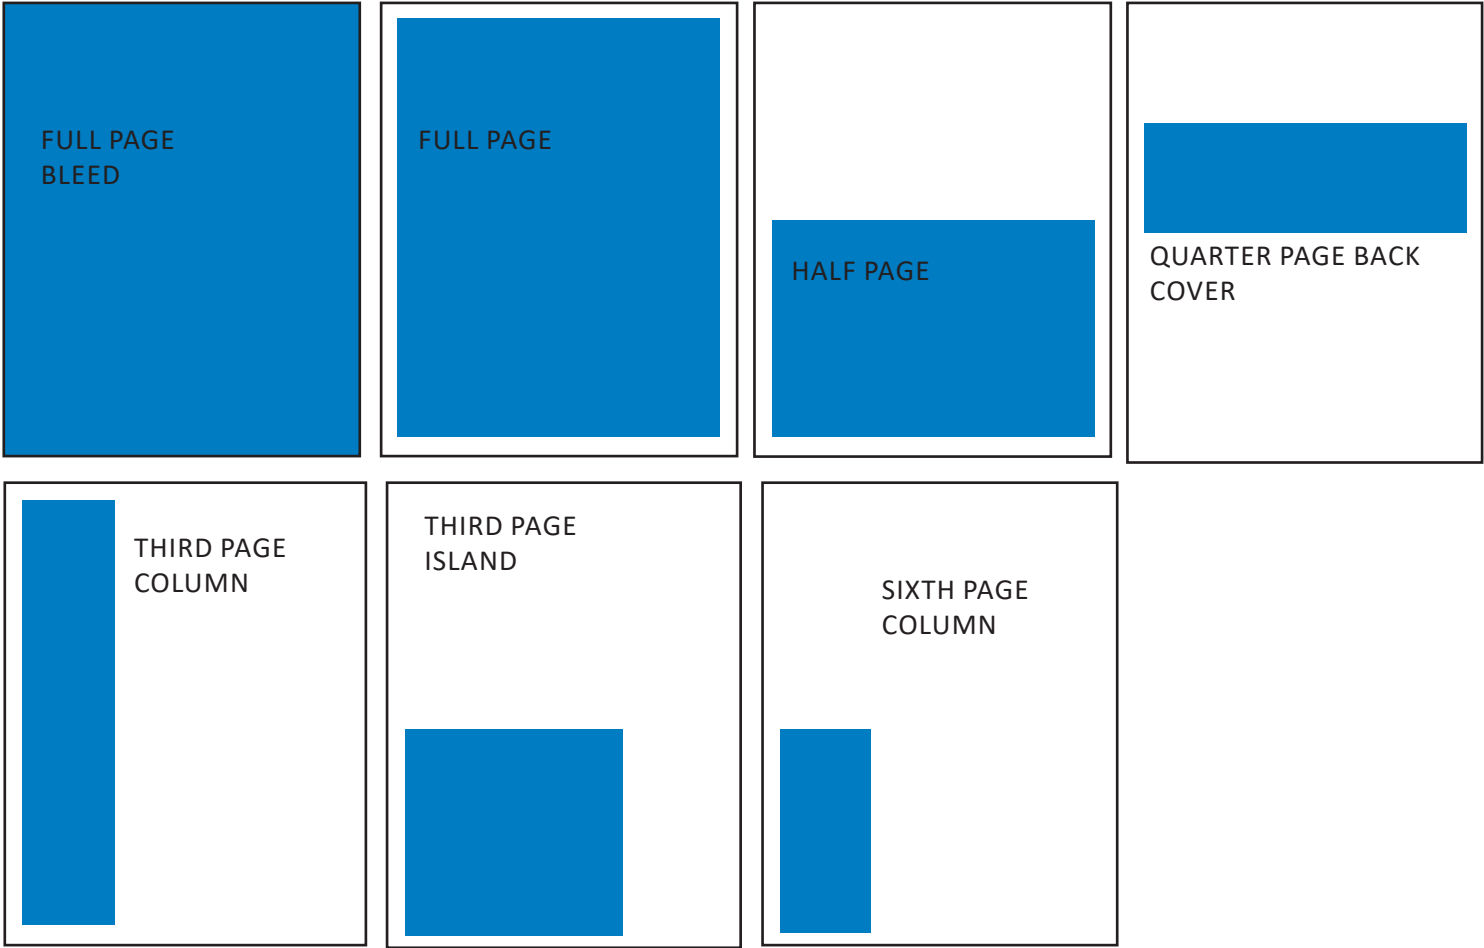 FULL PAGE
BLEED
FULL PAGE
HALF PAGE
QUARTER PAGE BACK
COVER
THIRD PAGE
COLUMN
THIRD PAGE
ISLAND
SIXTH PAGE
COLUMN